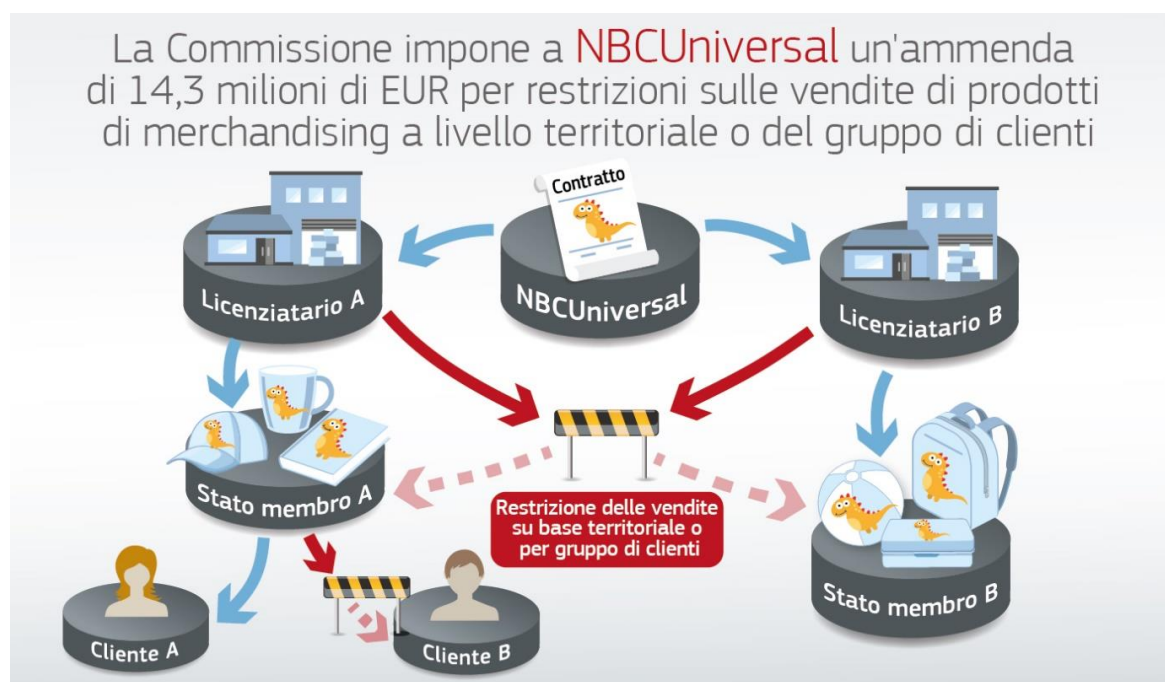 La Commissione impone a NBCUniversal un'ammenda
di 14,3 milioni di EUR per restrizioni sulle vendite di prodotti
di merchandising a livello territoriale o del gruppo di clienti
Contratto
Licenziatario A
NBCUniversal
Licenziatario B
Stato membro A
Restrizione delle vendite
su base territoriale o
per gruppo di clienti
Stato membro B
Cliente A
Cliente B